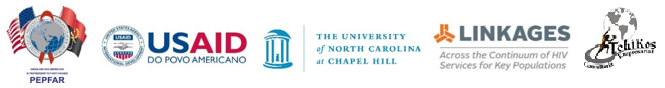 PEPFAR
USAID
DO POVO AMERICANO
THE UNIVERSITY
of NORTH CAROLINA
at CHAPEL HILL
LINKAGES
Across the Continuum of HIV
Services for Key Populations
Tchikos